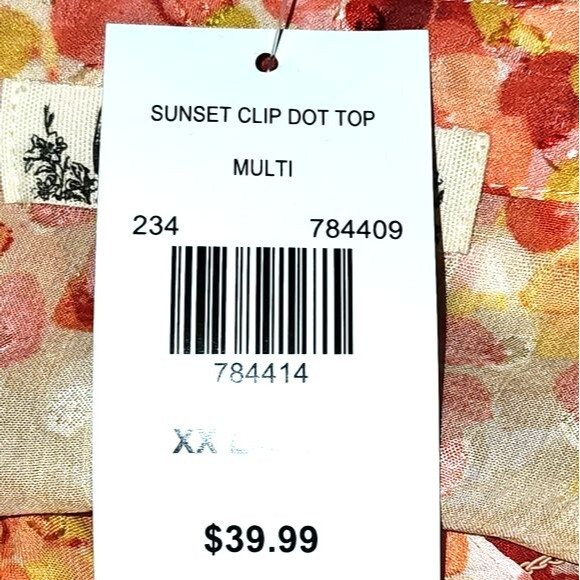 SUNSET CLIP DOT TOP
MULTI
234 784409
784414
XX
$39.99